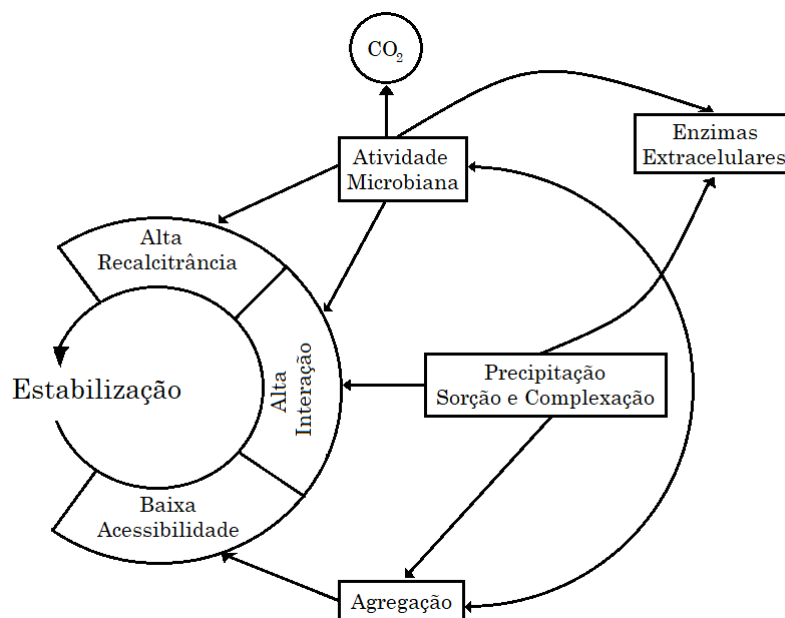 CO₂
Enzimas
Extracelulares
Atividade
Microbiana
Alta
Recalcitrância
Alta
Interação
Precipitação
Sorção e Complexação
Estabilização
Baixa
Acessibilidade
Agregação